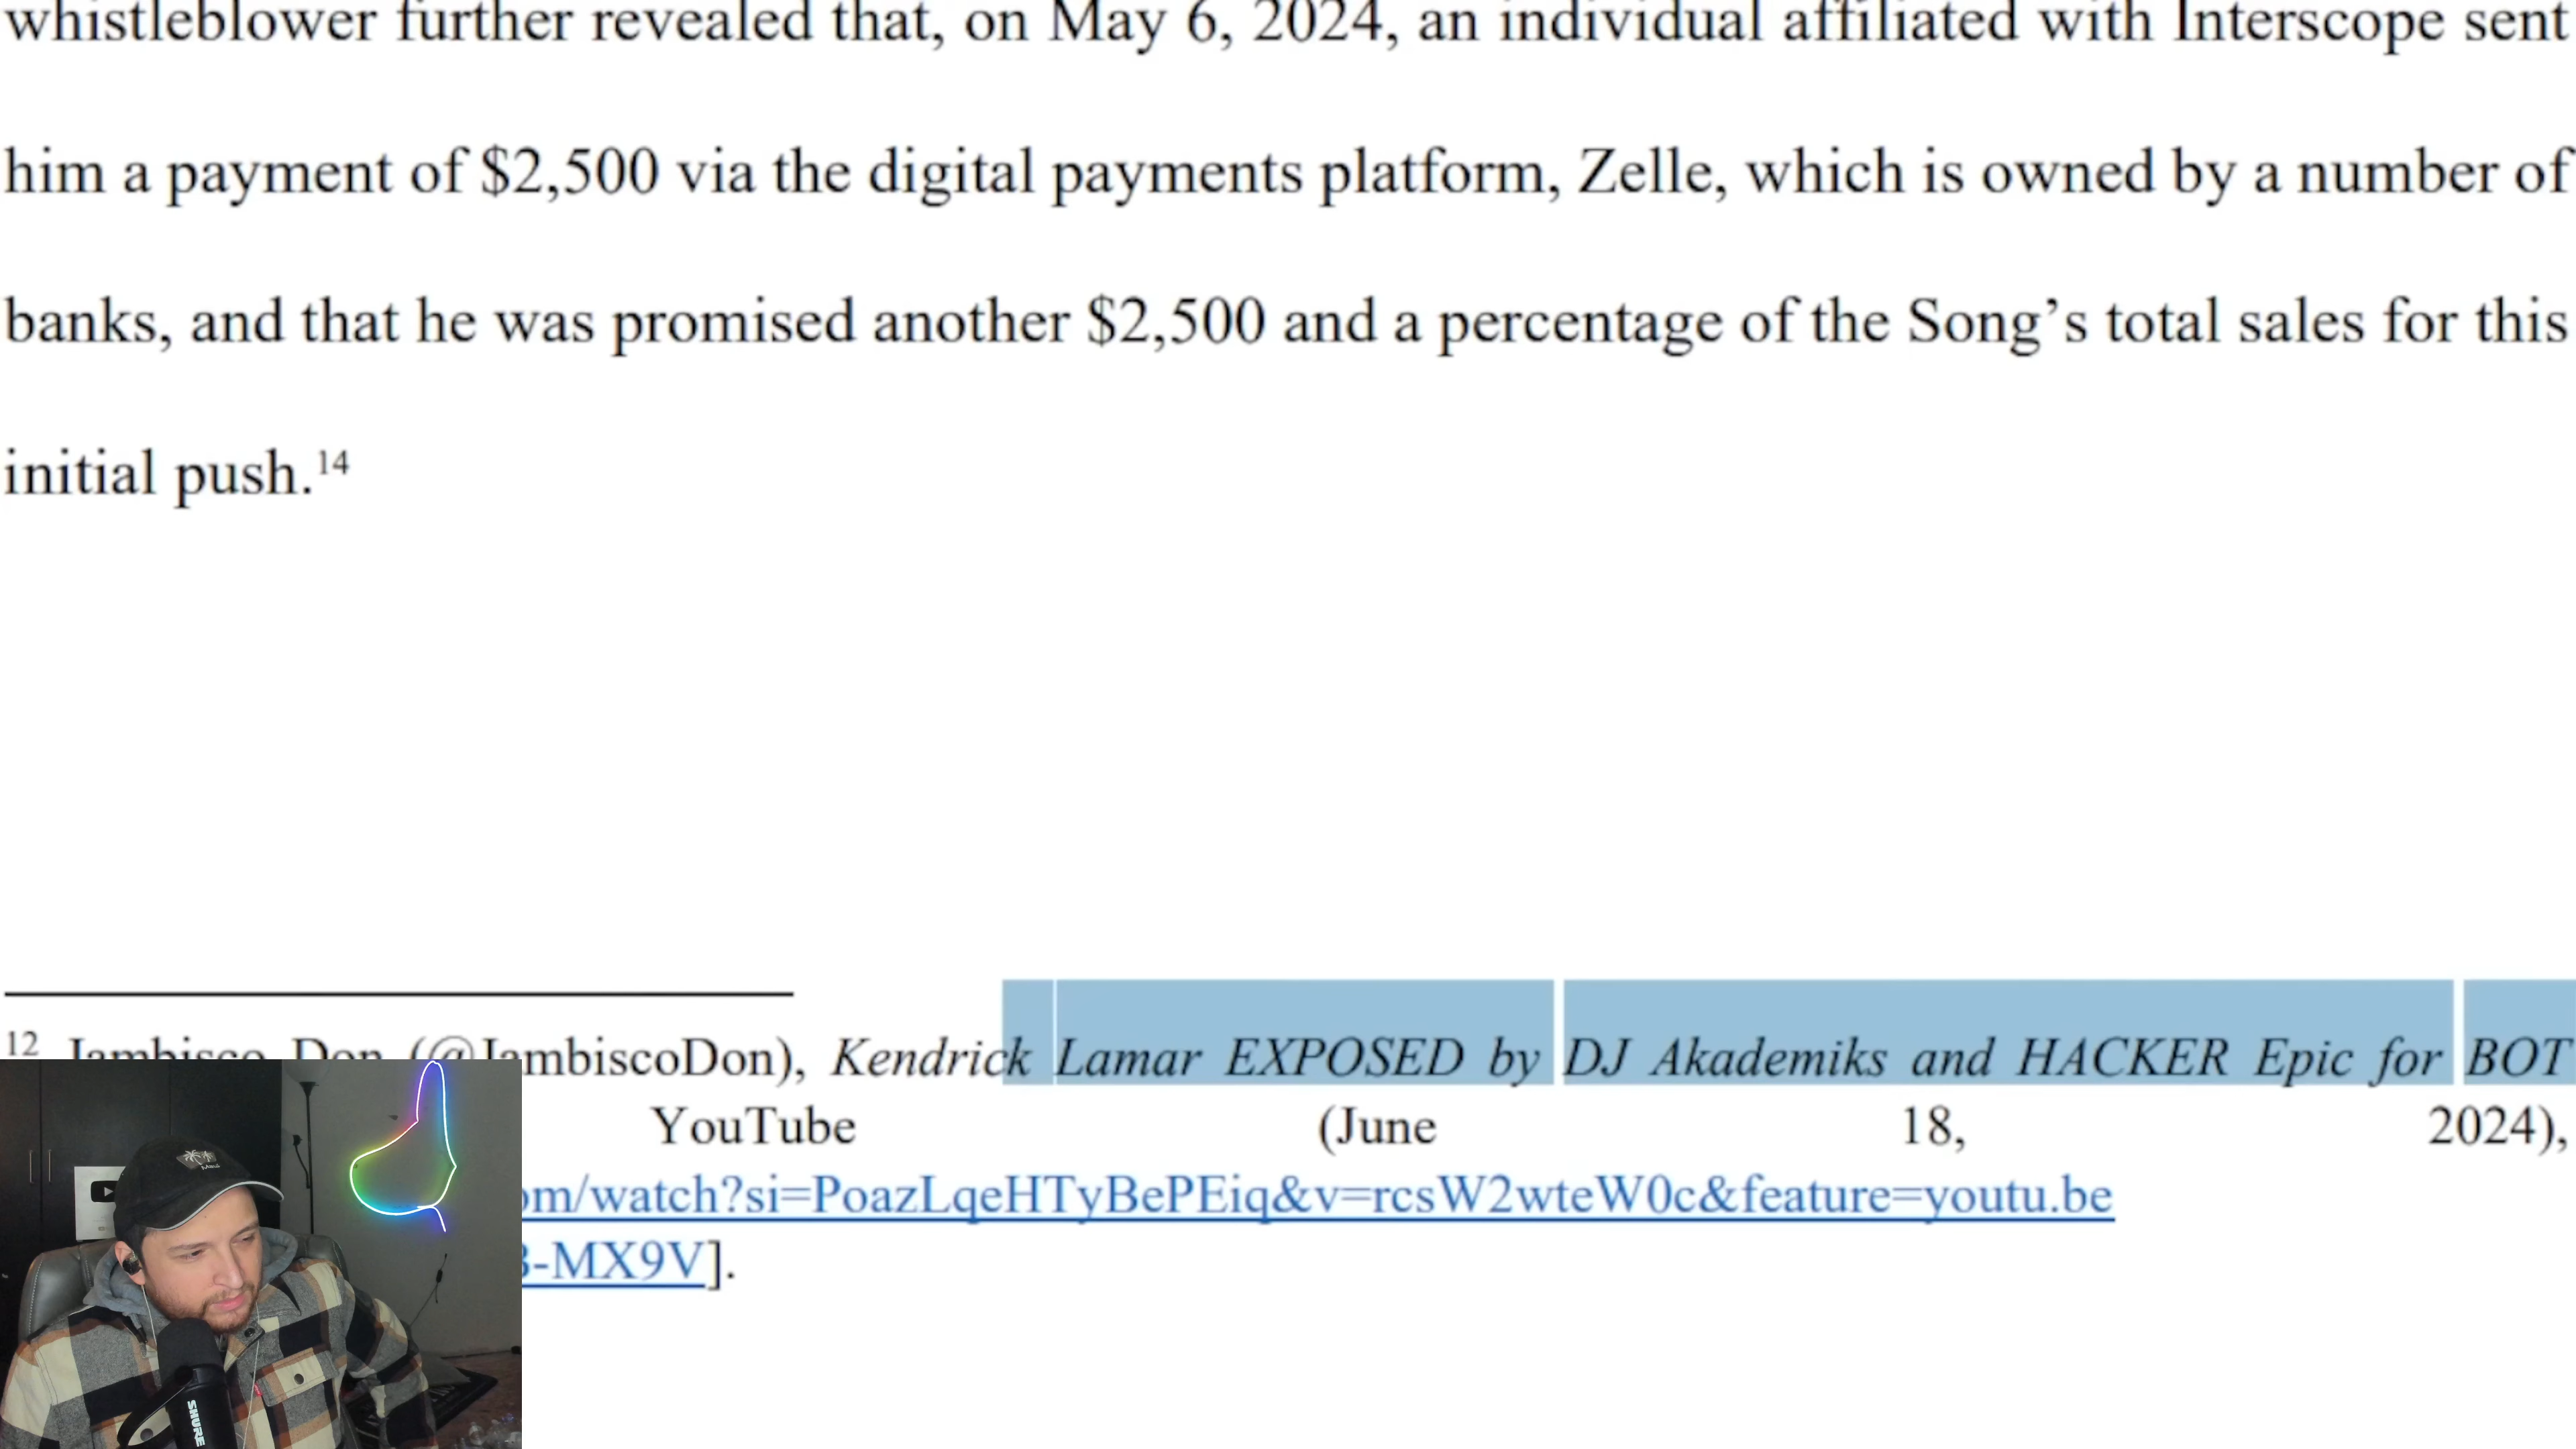 whistleblower further revealed that, on May 6, 2024, an individual affiliated with Interscope sent
him a payment of $2,500 via the digital payments platform, Zelle, which is owned by a number of
banks, and that he was promised another $2,500 and a percentage of the Song’s total sales for this
initial push.¹⁴
¹² Jambisco Don (@JambiscoDon), Kendrick Lamar EXPOSED by DJ Akademiks and HACKER Epic for BOT
YouTube (June 18, 2024),
om/watch?si=PoazLqeHTyBePEiq&v=rcsW2wteW0c&feature=youtu.be
-MX9V].
SHURE